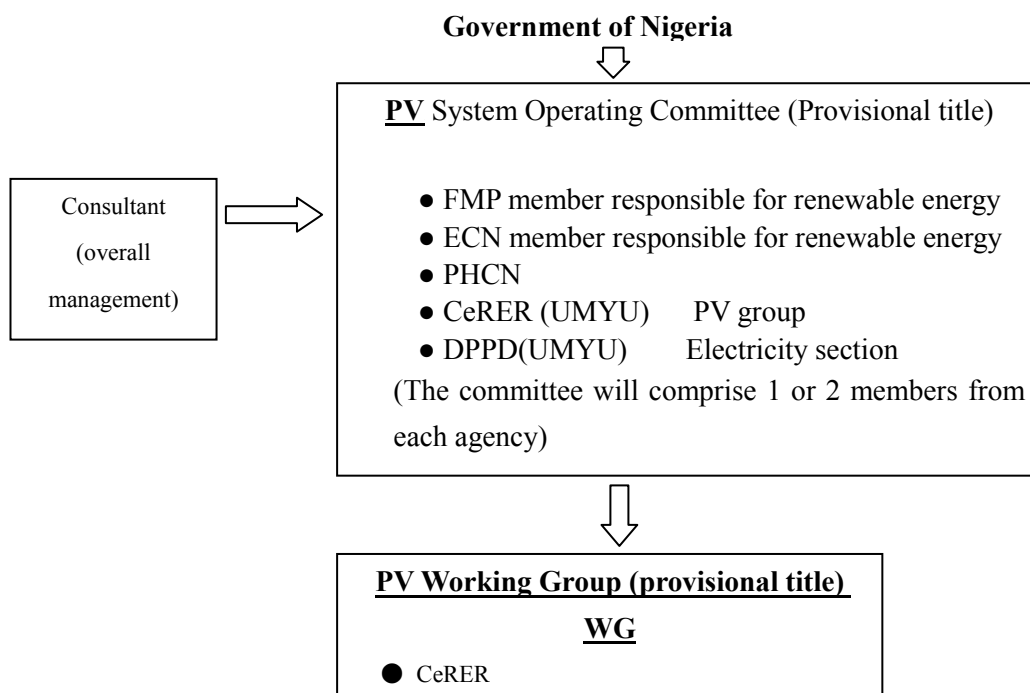 Government of Nigeria
PV System Operating Committee (Provisional title)
Consultant
(overall
management)
● FMP member responsible for renewable energy
● ECN member responsible for renewable energy
● PHCN
● CeRER (UMYU) PV group
● DPPD(UMYU) Electricity section
(The committee will comprise 1 or 2 members from
each agency)
PV Working Group (provisional title)
WG
● CeRER